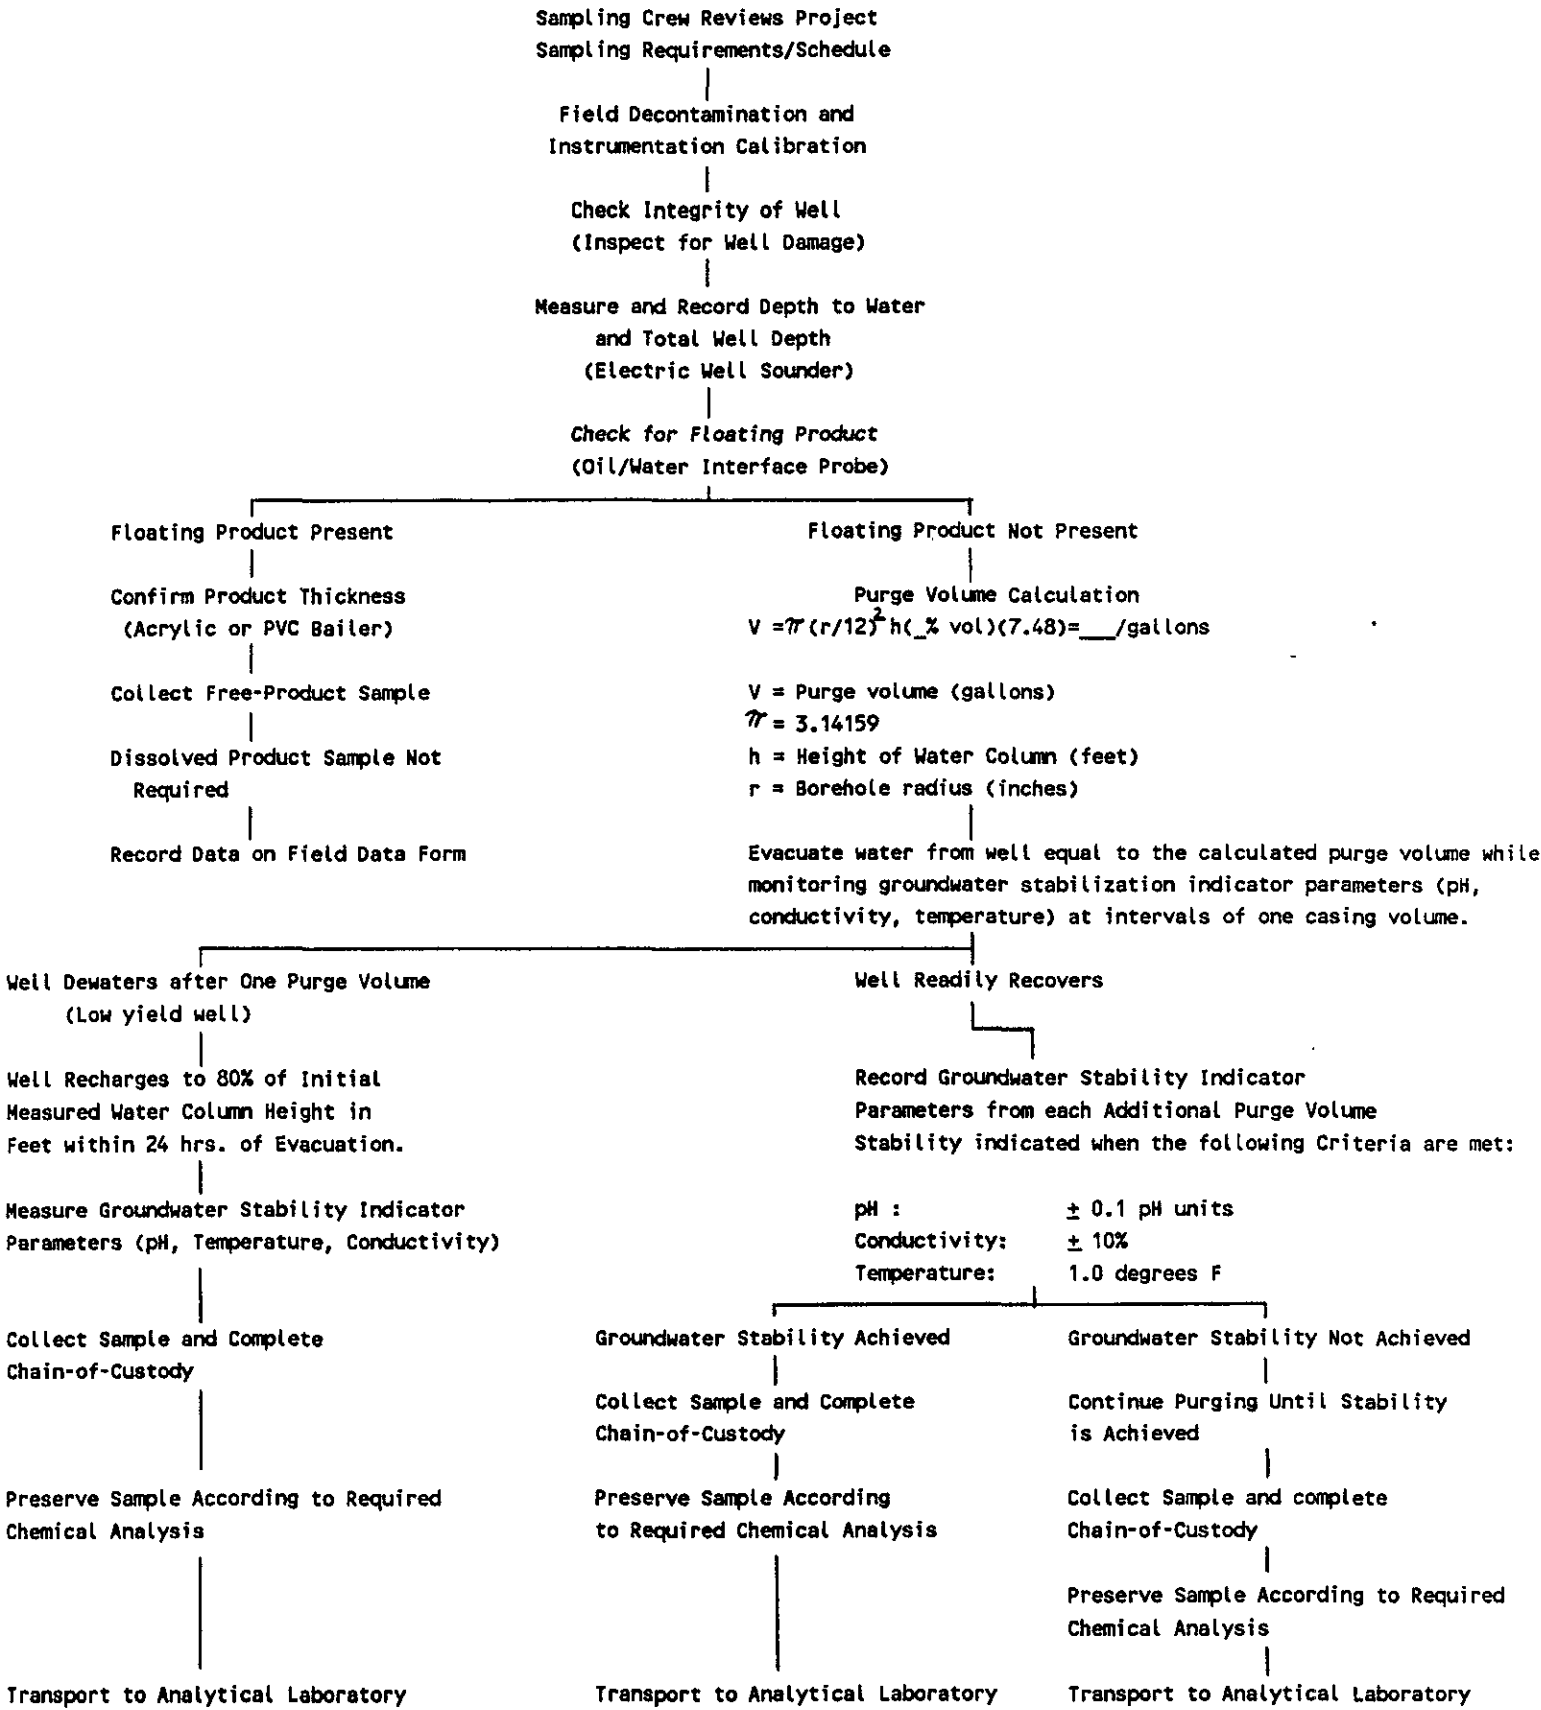 Sampling Crew Reviews Project
Sampling Requirements/Schedule
Field Decontamination and
Instrumentation Calibration
Check Integrity of Well
(Inspect for Well Damage)
Measure and Record Depth to Water
and Total Well Depth
(Electric Well Sounder)
Check for Floating Product
(Oil/Water Interface Probe)
Floating Product Present
Confirm Product Thickness
(Acrylic or PVC Bailer)
Collect Free-Product Sample
Dissolved Product Sample Not
Required
Record Data on Field Data Form
Floating Product Not Present
Purge Volume Calculation
V =π(r/12)² h(_% vol)(7.48)=___/gallons
V = Purge volume (gallons)
π = 3.14159
h = Height of Water Column (feet)
r = Borehole radius (inches)
Evacuate water from well equal to the calculated purge volume while
monitoring groundwater stabilization indicator parameters (pH,
conductivity, temperature) at intervals of one casing volume.
Well Dewaters after One Purge Volume
(Low yield well)
Well Recharges to 80% of Initial
Measured Water Column Height in
Feet within 24 hrs. of Evacuation.
Measure Groundwater Stability Indicator
Parameters (pH, Temperature, Conductivity)
Collect Sample and Complete
Chain-of-Custody
Preserve Sample According to Required
Chemical Analysis
Transport to Analytical Laboratory
Well Readily Recovers
Record Groundwater Stability Indicator
Parameters from each Additional Purge Volume
Stability indicated when the following Criteria are met:
pH : ± 0.1 pH units
Conductivity: ± 10%
Temperature: 1.0 degrees F
Groundwater Stability Achieved
Collect Sample and Complete
Chain-of-Custody
Preserve Sample According
to Required Chemical Analysis
Transport to Analytical Laboratory
Groundwater Stability Not Achieved
Continue Purging Until Stability
is Achieved
Collect Sample and complete
Chain-of-Custody
Preserve Sample According to Required
Chemical Analysis
Transport to Analytical Laboratory